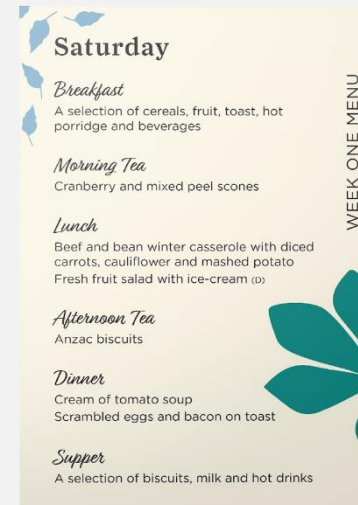 Saturday
Breakfast
A selection of cereals, fruit, toast, hot
porridge and beverages
Morning Tea
Cranberry and mixed peel scones
Lunch
Beef and bean winter casserole with diced
carrots, cauliflower and mashed potato
Fresh fruit salad with ice-cream (D)
Afternoon Tea
Anzac biscuits
Dinner
Cream of tomato soup
Scrambled eggs and bacon on toast
Supper
A selection of biscuits, milk and hot drinks
WEEK ONE MENU